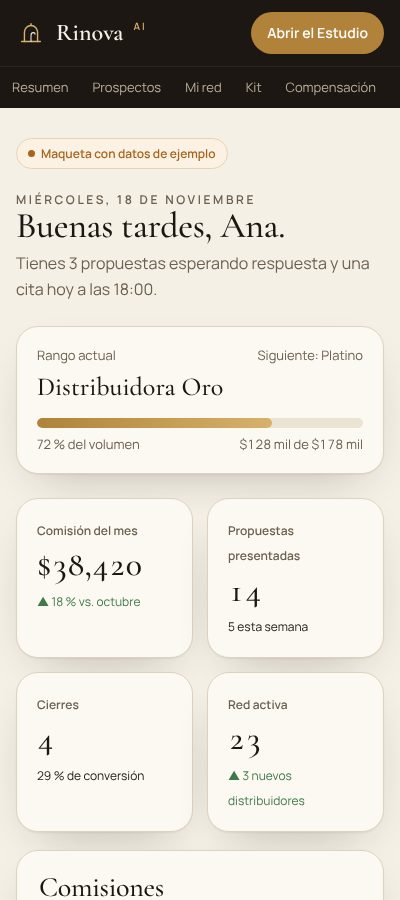 Rinova AI
Abrir el Estudio
Resumen Prospectos Mi red Kit Compensación
Maqueta con datos de ejemplo
MIÉRCOLES, 18 DE NOVIEMBRE
Buenas tardes, Ana.
Tienes 3 propuestas esperando respuesta y una
cita hoy a las 18:00.
Rango actual
Siguiente: Platino
Distribuidora Oro
72 % del volumen
$128 mil de $178 mil
Comisión del mes
$38,420
▲ 18 % vs. octubre
Propuestas
presentadas
14
5 esta semana
Cierres
4
29 % de conversión
Red activa
23
▲ 3 nuevos
distribuidores
Comisiones